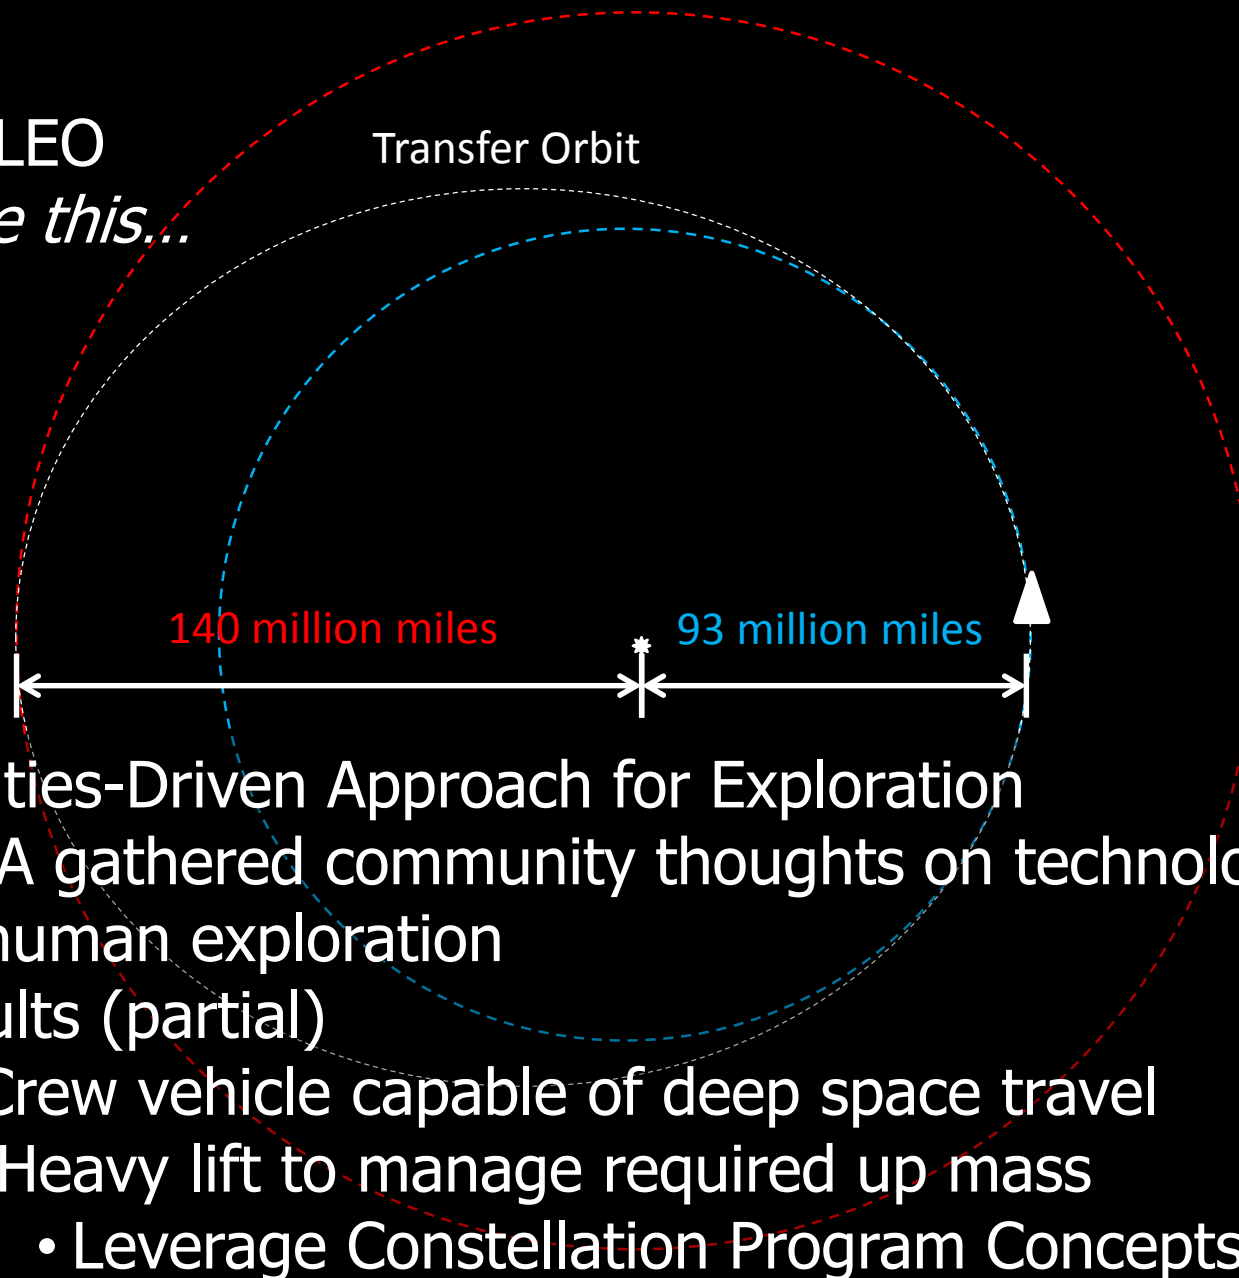 LEO
Transfer Orbit
e this...
140 million miles
93 million miles
ties-Driven Approach for Exploration
A gathered community thoughts on technolo
human exploration
ults (partial)
Crew vehicle capable of deep space travel
Heavy lift to manage required up mass
• Leverage Constellation Program Concepts